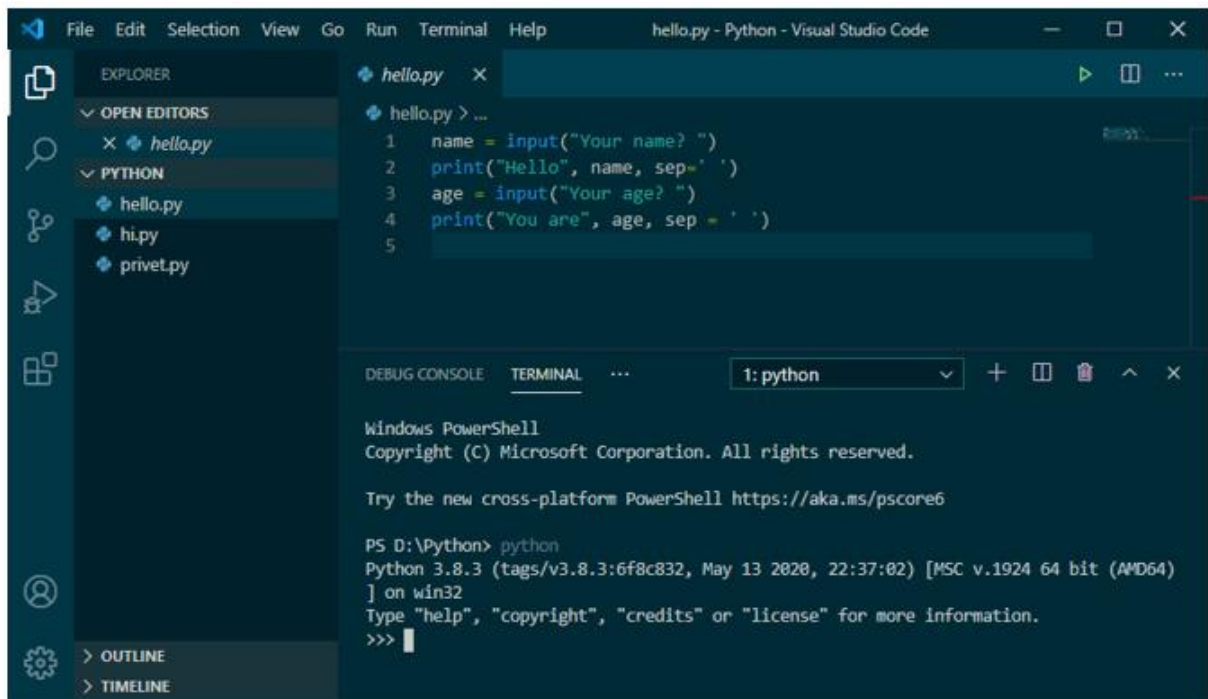 File Edit Selection View Go Run Terminal Help hello.py - Python - Visual Studio Code
EXPLORER
OPEN EDITORS
hello.py
PYTHON
hello.py
hi.py
privet.py
OUTLINE
TIMELINE
hello.py
hello.py > ...
1 name = input("Your name? ")
2 print("Hello", name, sep=' ')
3 age = input("Your age? ")
4 print("You are", age, sep = ' ')
5
DEBUG CONSOLE TERMINAL ... 1: python
Windows PowerShell
Copyright (C) Microsoft Corporation. All rights reserved.
Try the new cross-platform PowerShell https://aka.ms/pscore6
PS D:\Python> python
Python 3.8.3 (tags/v3.8.3:6f8c832, May 13 2020, 22:37:02) [MSC v.1924 64 bit (AMD64)
] on win32
Type "help", "copyright", "credits" or "license" for more information.
>>>